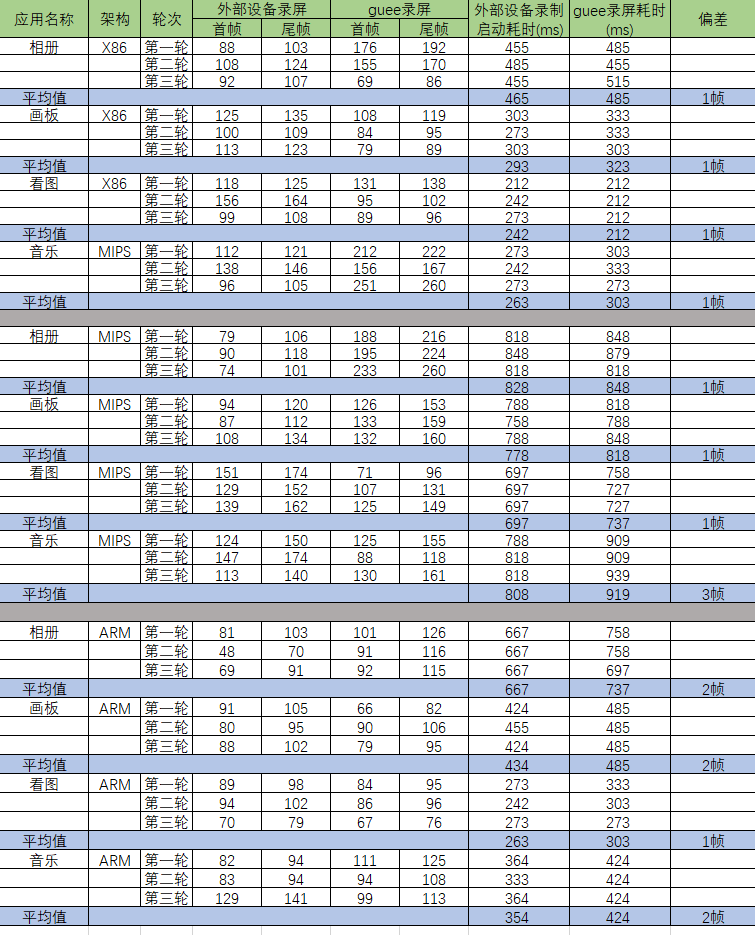 应用名称 架构 轮次 外部设备录屏 guee录屏 外部设备录制启动耗时(ms) guee录屏耗时(ms) 偏差
首帧 尾帧 首帧 尾帧
相册 X86 第一轮 88 103 176 192 455 485
第二轮 108 124 155 170 485 455
第三轮 92 107 69 86 455 515
平均值 465 485 1帧
画板 X86 第一轮 125 135 108 119 303 333
第二轮 100 109 84 95 273 333
第三轮 113 123 79 89 303 303
平均值 293 323 1帧
看图 X86 第一轮 118 125 131 138 212 212
第二轮 156 164 95 102 242 212
第三轮 99 108 89 96 273 212
平均值 242 212 1帧
音乐 MIPS 第一轮 112 121 212 222 273 303
第二轮 138 146 156 167 242 333
第三轮 96 105 251 260 273 273
平均值 263 303 1帧
相册 MIPS 第一轮 79 106 188 216 818 848
第二轮 90 118 195 224 848 879
第三轮 74 101 233 260 818 818
平均值 828 848 1帧
画板 MIPS 第一轮 94 120 126 153 788 818
第二轮 87 112 133 159 758 788
第三轮 108 134 132 160 788 848
平均值 778 818 1帧
看图 MIPS 第一轮 151 174 71 96 697 758
第二轮 129 152 107 131 697 727
第三轮 139 162 125 149 697 727
平均值 697 737 1帧
音乐 MIPS 第一轮 124 150 125 155 788 909
第二轮 147 174 88 118 818 909
第三轮 113 140 130 161 818 939
平均值 808 919 3帧
相册 ARM 第一轮 81 103 101 126 667 758
第二轮 48 70 91 116 667 758
第三轮 69 91 92 115 667 697
平均值 667 737 2帧
画板 ARM 第一轮 91 105 66 82 424 485
第二轮 80 95 90 106 455 485
第三轮 88 102 79 95 424 485
平均值 434 485 2帧
看图 ARM 第一轮 89 98 84 95 273 333
第二轮 94 102 86 96 242 303
第三轮 70 79 67 76 273 273
平均值 263 303 1帧
音乐 ARM 第一轮 82 94 111 125 364 424
第二轮 83 94 94 108 333 424
第三轮 129 141 99 113 364 424
平均值 354 424 2帧